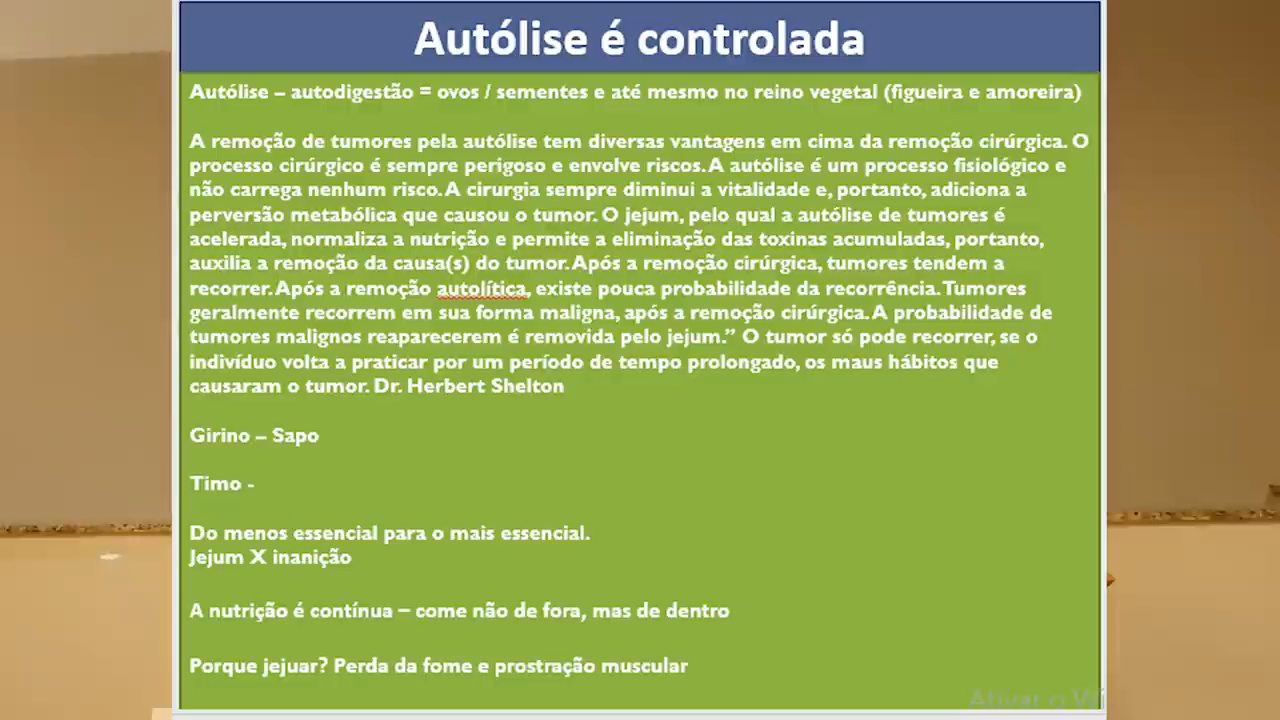 Autólise é controlada
Autólise – autodigestão = ovos / sementes e até mesmo no reino vegetal (figueira e amoreira)
A remoção de tumores pela autólise tem diversas vantagens em cima da remoção cirúrgica. O
processo cirúrgico é sempre perigoso e envolve riscos. A autólise é um processo fisiológico e
não carrega nenhum risco. A cirurgia sempre diminui a vitalidade e, portanto, adiciona a
perversão metabólica que causou o tumor. O jejum, pelo qual a autólise de tumores é
acelerada, normaliza a nutrição e permite a eliminação das toxinas acumuladas, portanto,
auxilia a remoção da causa(s) do tumor. Após a remoção cirúrgica, tumores tendem a
recorrer. Após a remoção autolítica, existe pouca probabilidade da recorrência. Tumores
geralmente recorrem em sua forma maligna, após a remoção cirúrgica. A probabilidade de
tumores malignos reaparecerem é removida pelo jejum.” O tumor só pode recorrer, se o
indivíduo volta a praticar por um período de tempo prolongado, os maus hábitos que
causaram o tumor. Dr. Herbert Shelton
Girino – Sapo
Timo -
Do menos essencial para o mais essencial.
Jejum X inanição
A nutrição é contínua – come não de fora, mas de dentro
Porque jejuar? Perda da fome e prostração muscular
Ativar o Wi